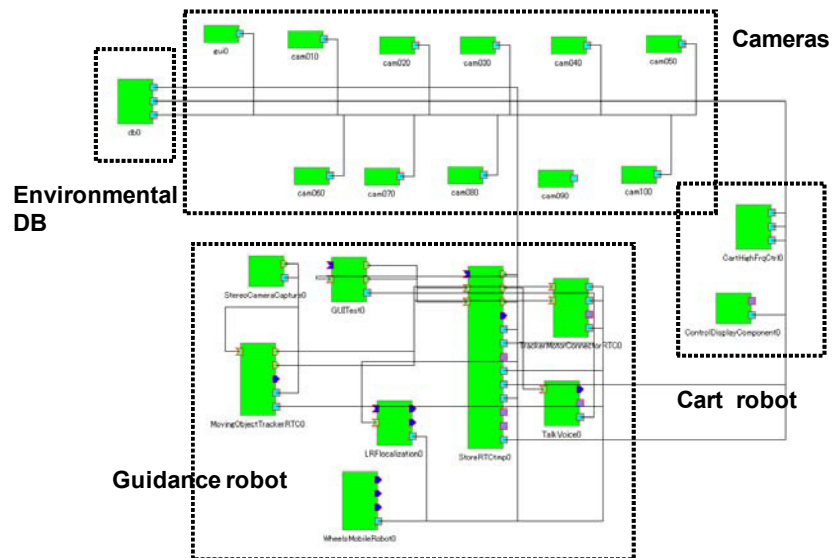 Cameras
gui0
cam010
cam020
cam030
cam040
cam050
db0
cam060
cam070
cam080
cam090
cam100
Environmental
DB
CartHighFrqCtrl0
StereoCameraCapture0
GUITest0
TrackerMotorConnectorRTC0
ControlDisplayComponent0
MovingObjectTrackerRTC0
LRFlocalization0
StoreRTCtmp0
TalkVoice0
Cart robot
Guidance robot
WheelsMobileRobot0